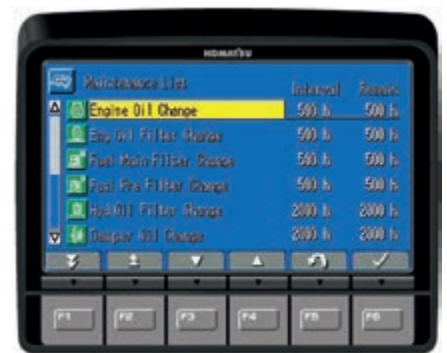 KOMATSU
Maintenance List
Interval Remain
Engine Oil Change 500 h 500 h
Eng Oil Filter Change 500 h 500 h
Fuel Main Filter Change 500 h 500 h
Fuel Pre Filter Change 500 h 500 h
Hyd Oil Filter Change 2000 h 2000 h
Damper Oil Change 2000 h 2000 h
F1 F2 F3 F4 F5 F6